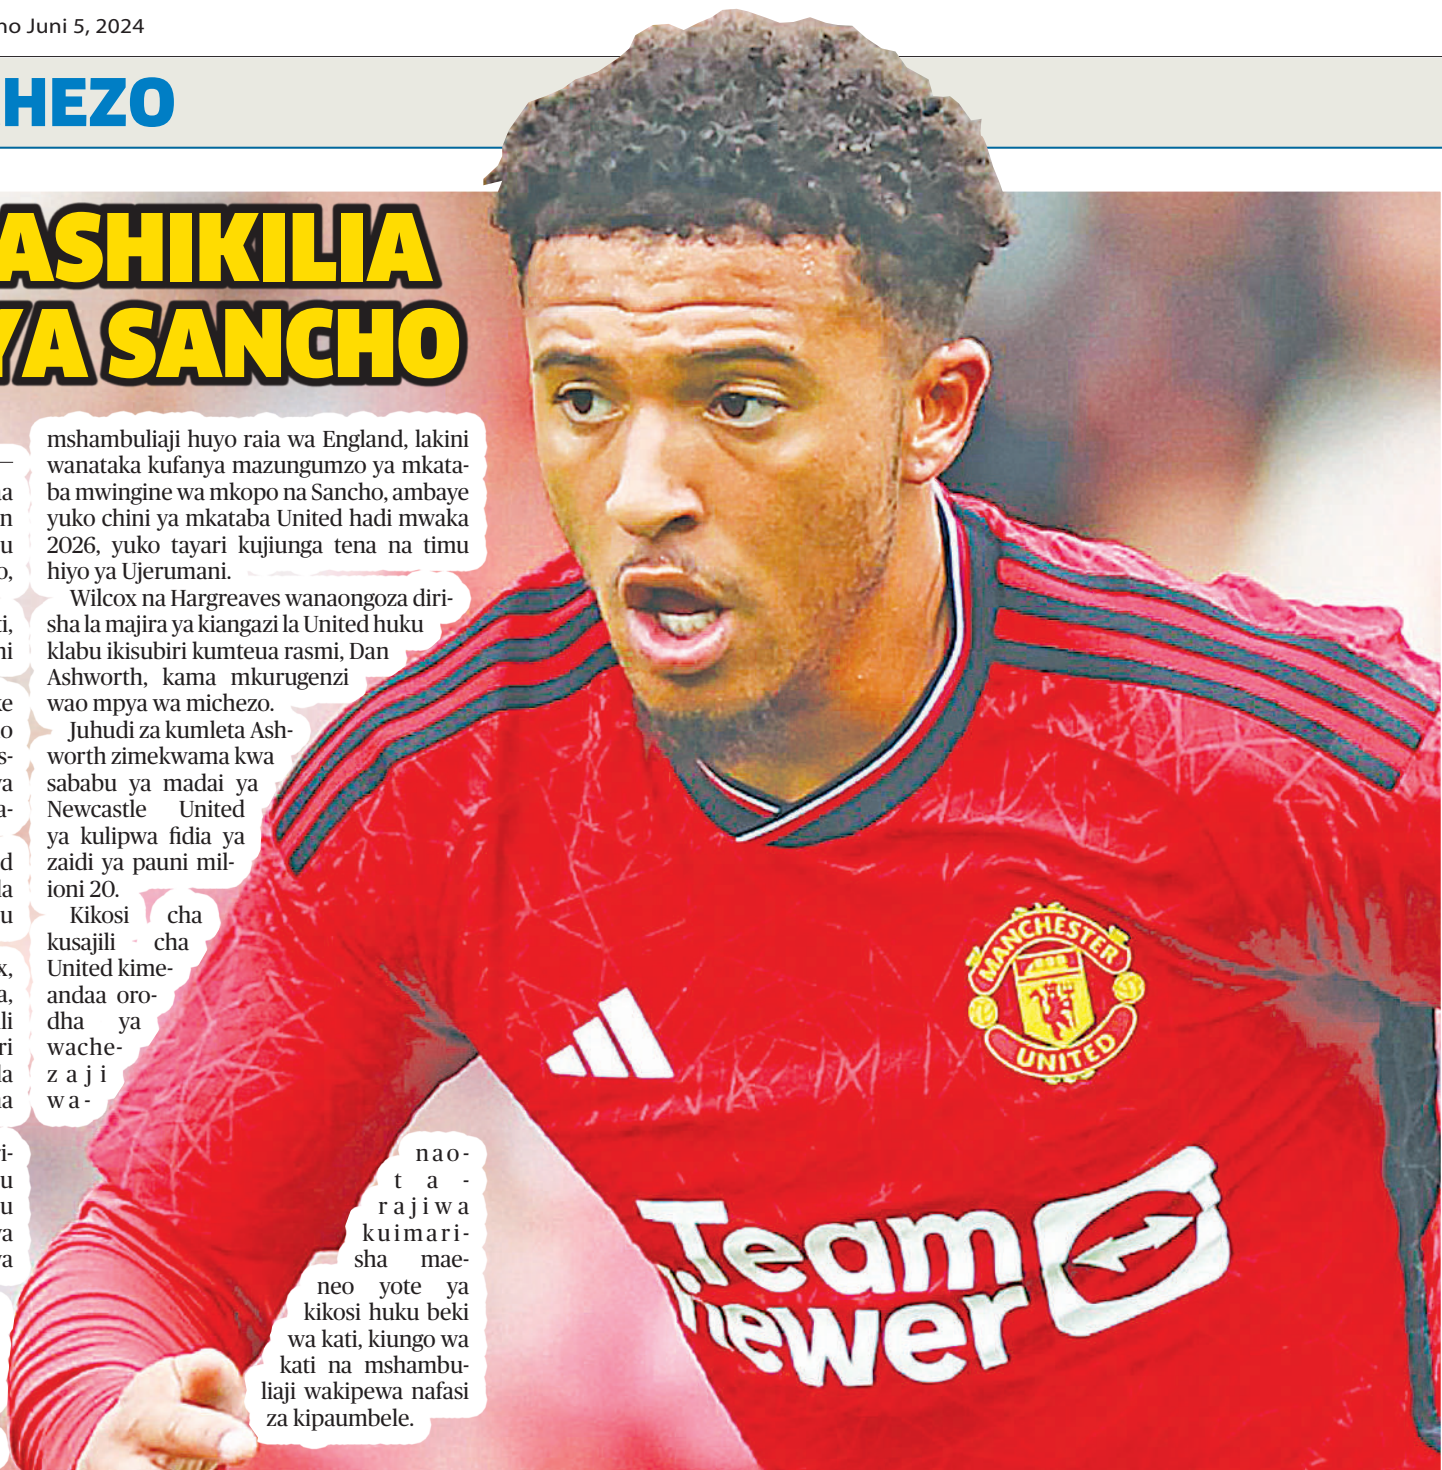 Juni 5, 2024
HEZO
ASHIKILIA
YA SANCHO
mshambuliaji huyo raia wa England, lakini
wanataka kufanya mazungumzo ya mkata-
ba mwingine wa mkopo na Sancho, ambaye
yuko chini ya mkataba United hadi mwaka
2026, yuko tayari kujiunga tena na timu
hiyo ya Ujerumani.
Wilcox na Hargreaves wanaongoza diri-
sha la majira ya kiangazi la United huku
klabu ikisubiri kumteua rasmi, Dan
Ashworth, kama mkurugenzi
wao mpya wa michezo.
Juhudi za kumleta Ash-
worth zimekwama kwa
sababu ya madai ya
Newcastle United
ya kulipwa fidia ya
zaidi ya pauni mil-
ioni 20.
Kikosi cha
kusajili cha
United kime-
andaa oro-
dha ya
wache-
zaji
wa-
nao-
ta-
rajiwa
kuimari-
sha mae-
neo yote ya
kikosi huku beki
wa kati, kiungo wa
kati na mshambu-
liaji wakipewa nafasi
za kipaumbele.
MANCHESTER
UNITED
Team
viewer